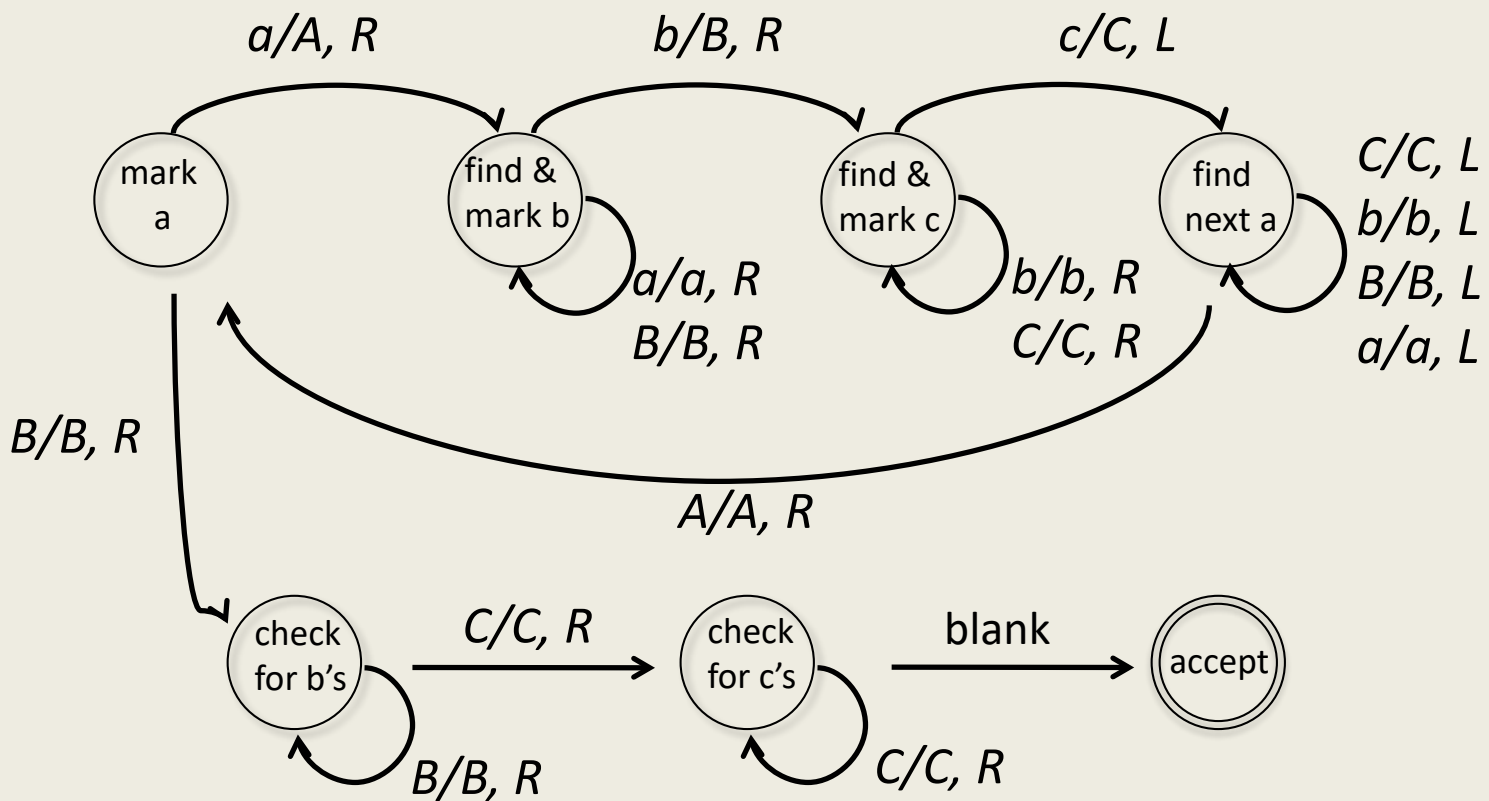 a/A, R
b/B, R
c/C, L
mark
a
find &
mark b
a/a, R
B/B, R
find &
mark c
b/b, R
C/C, R
find
next a
C/C, L
b/b, L
B/B, L
a/a, L
B/B, R
A/A, R
check
for b's
B/B, R
C/C, R
check
for c's
C/C, R
blank
accept